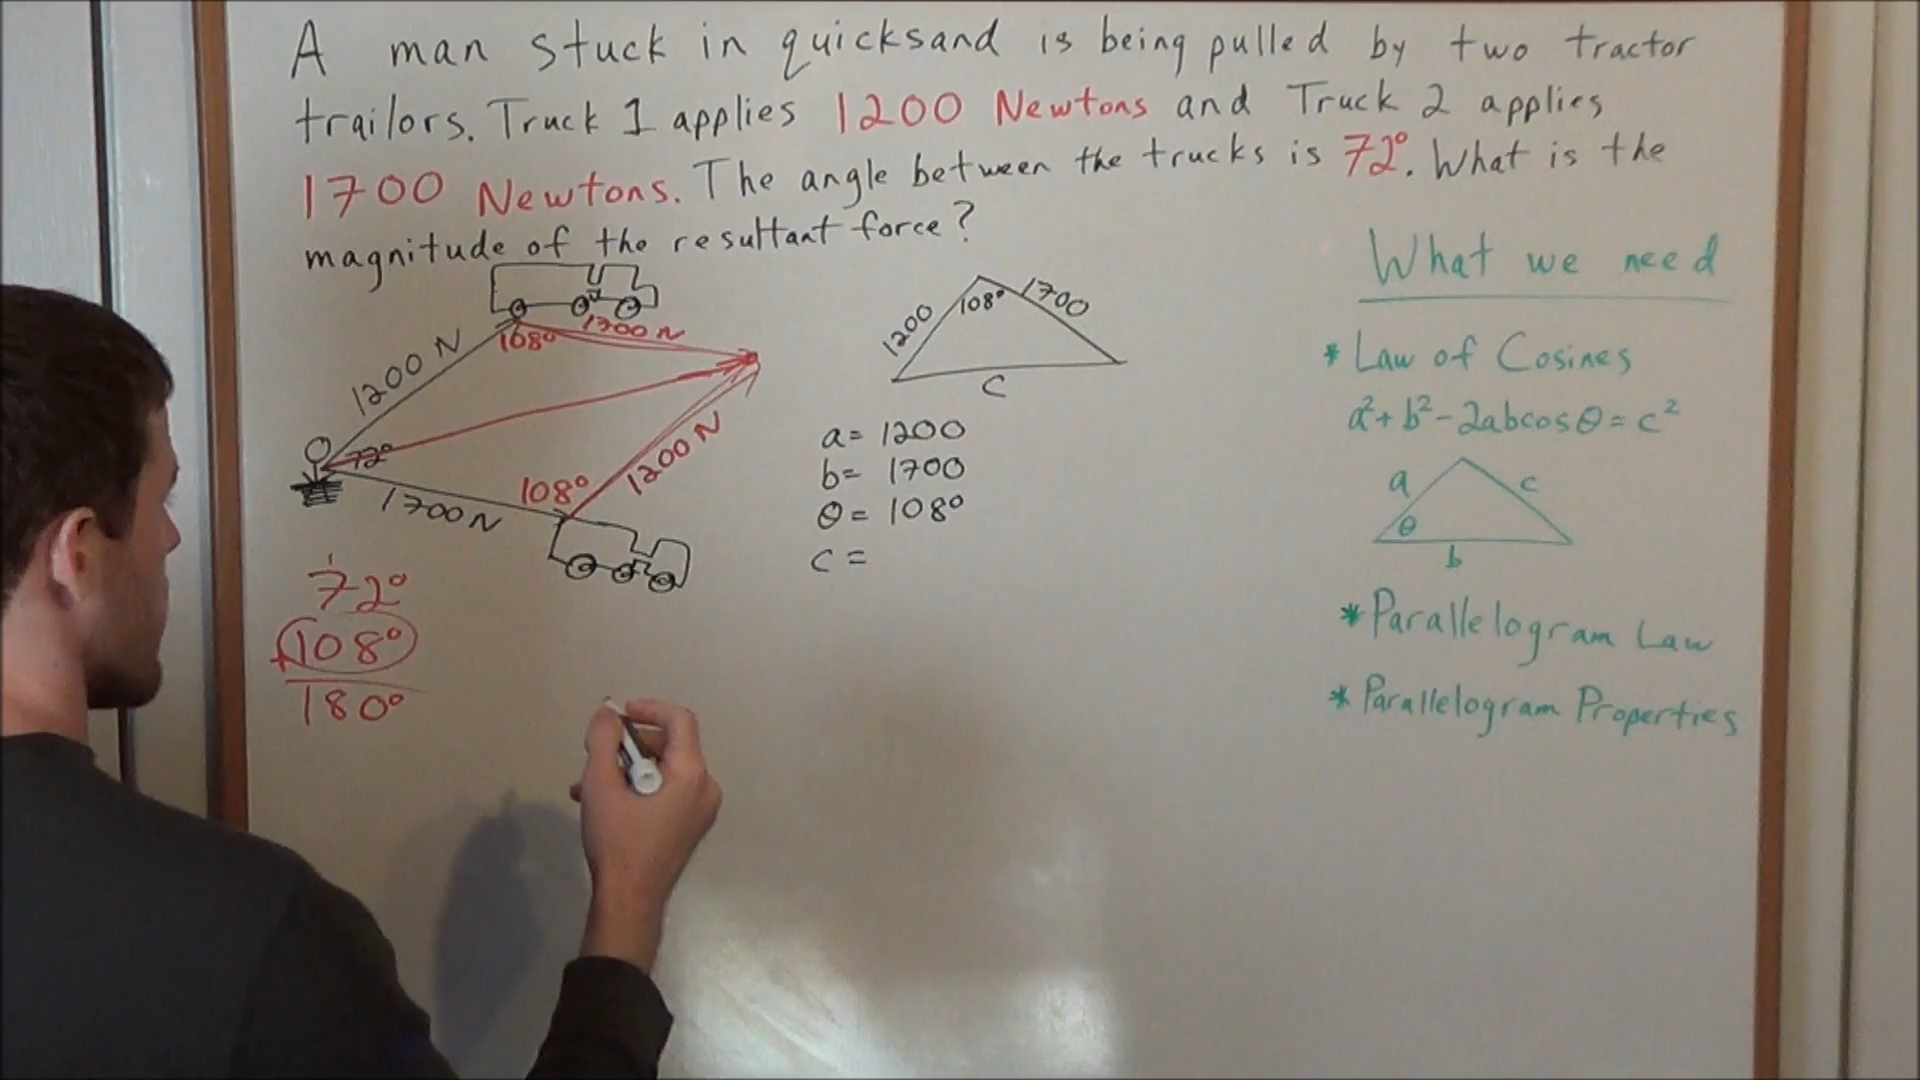 A man stuck in quicksand is being pulled by two tractor
trailors. Truck 1 applies 1200 Newtons and Truck 2 applies
1700 Newtons. The angle between the trucks is 72°. What is the
magnitude of the resultant force?
1200 N
108°
1700 N
72°
1700 N
108°
1200 N
72°
+108°
180°
1200
108°
1700
c
a= 1200
b= 1700
θ= 108°
c =
What we need
* Law of Cosines
a²+b²-2abcosθ=c²
a
c
θ
b
* Parallelogram Law
* Parallelogram Properties